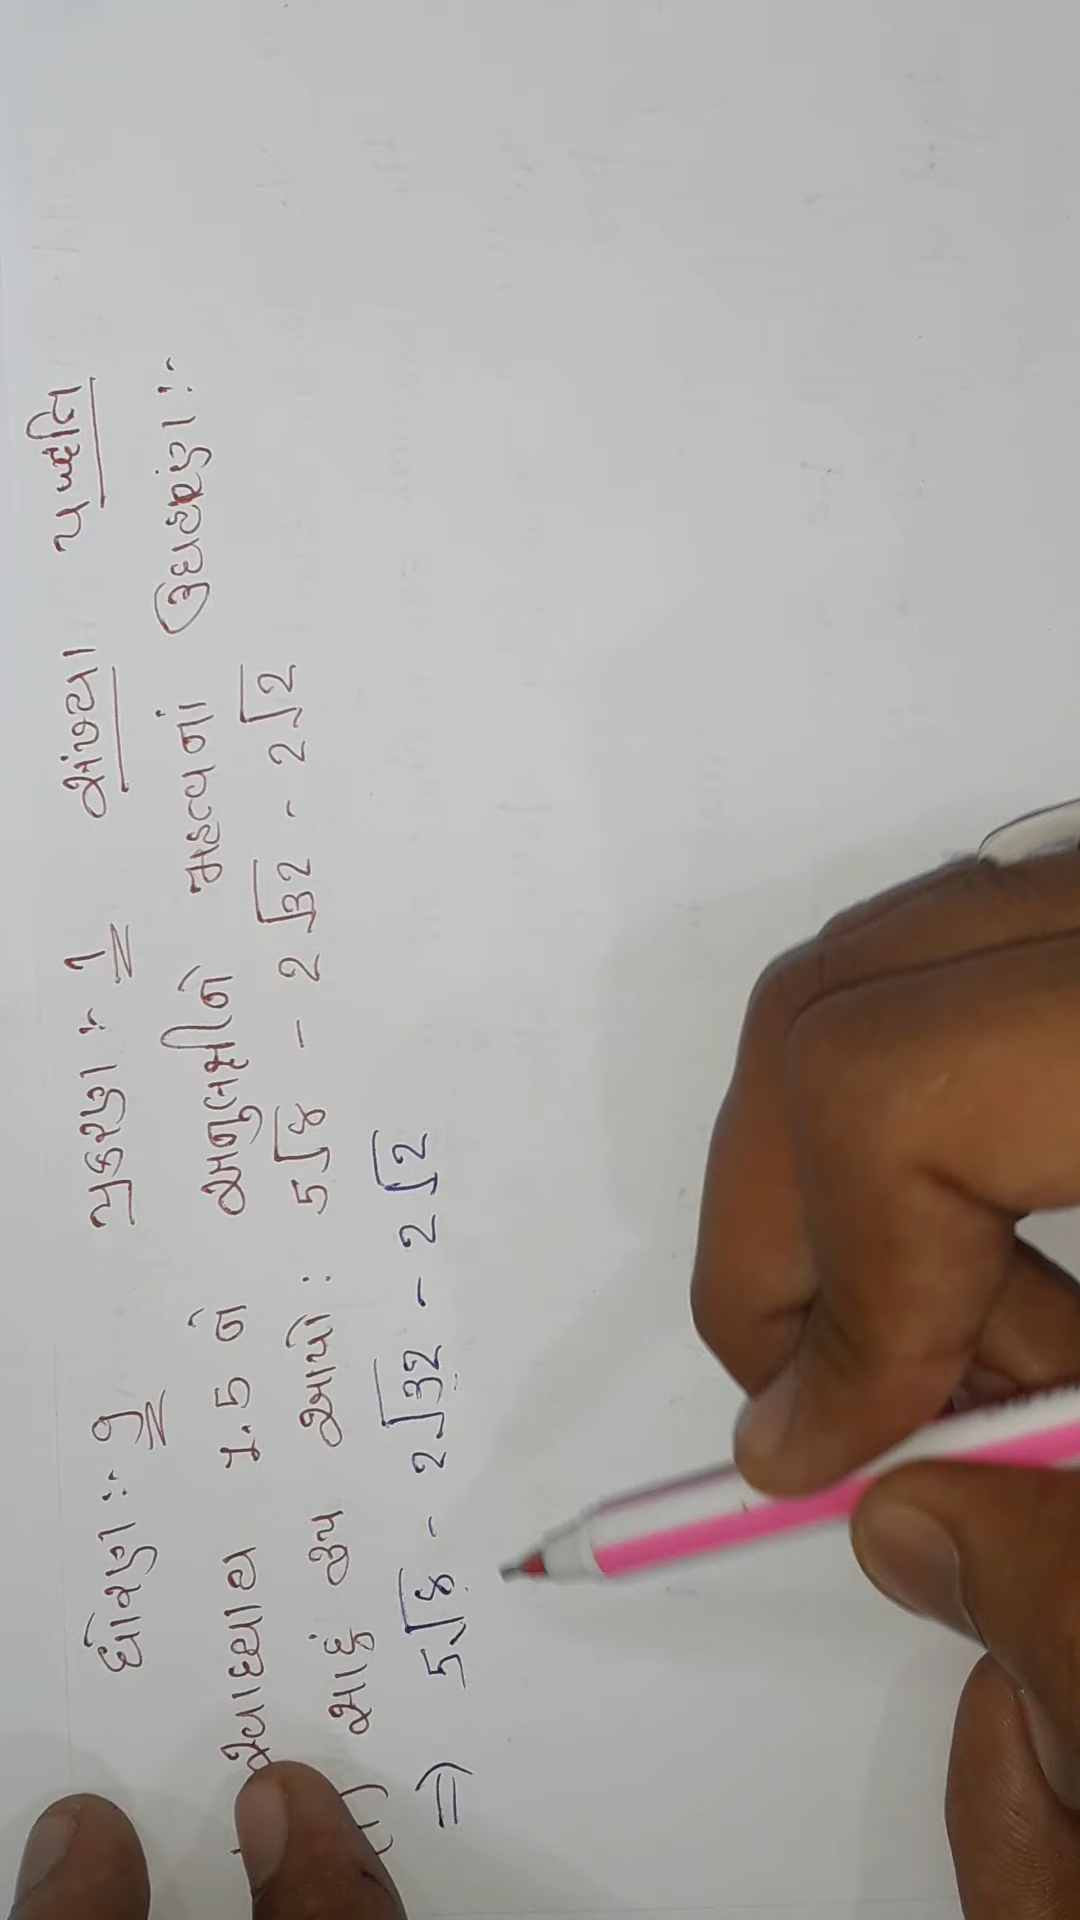 ધોરણ :- 9 પ્રકરણ :- 1 સંખ્યા પદ્ધતિ
સ્વાધ્યાય 1.5 ને અનુલક્ષીને મહત્વનાં ઉદાહરણ :-
(1) સાદું રૂપ આપો : 5√8 - 2√32 - 2√2
⇒ 5√8 - 2√32 - 2√2